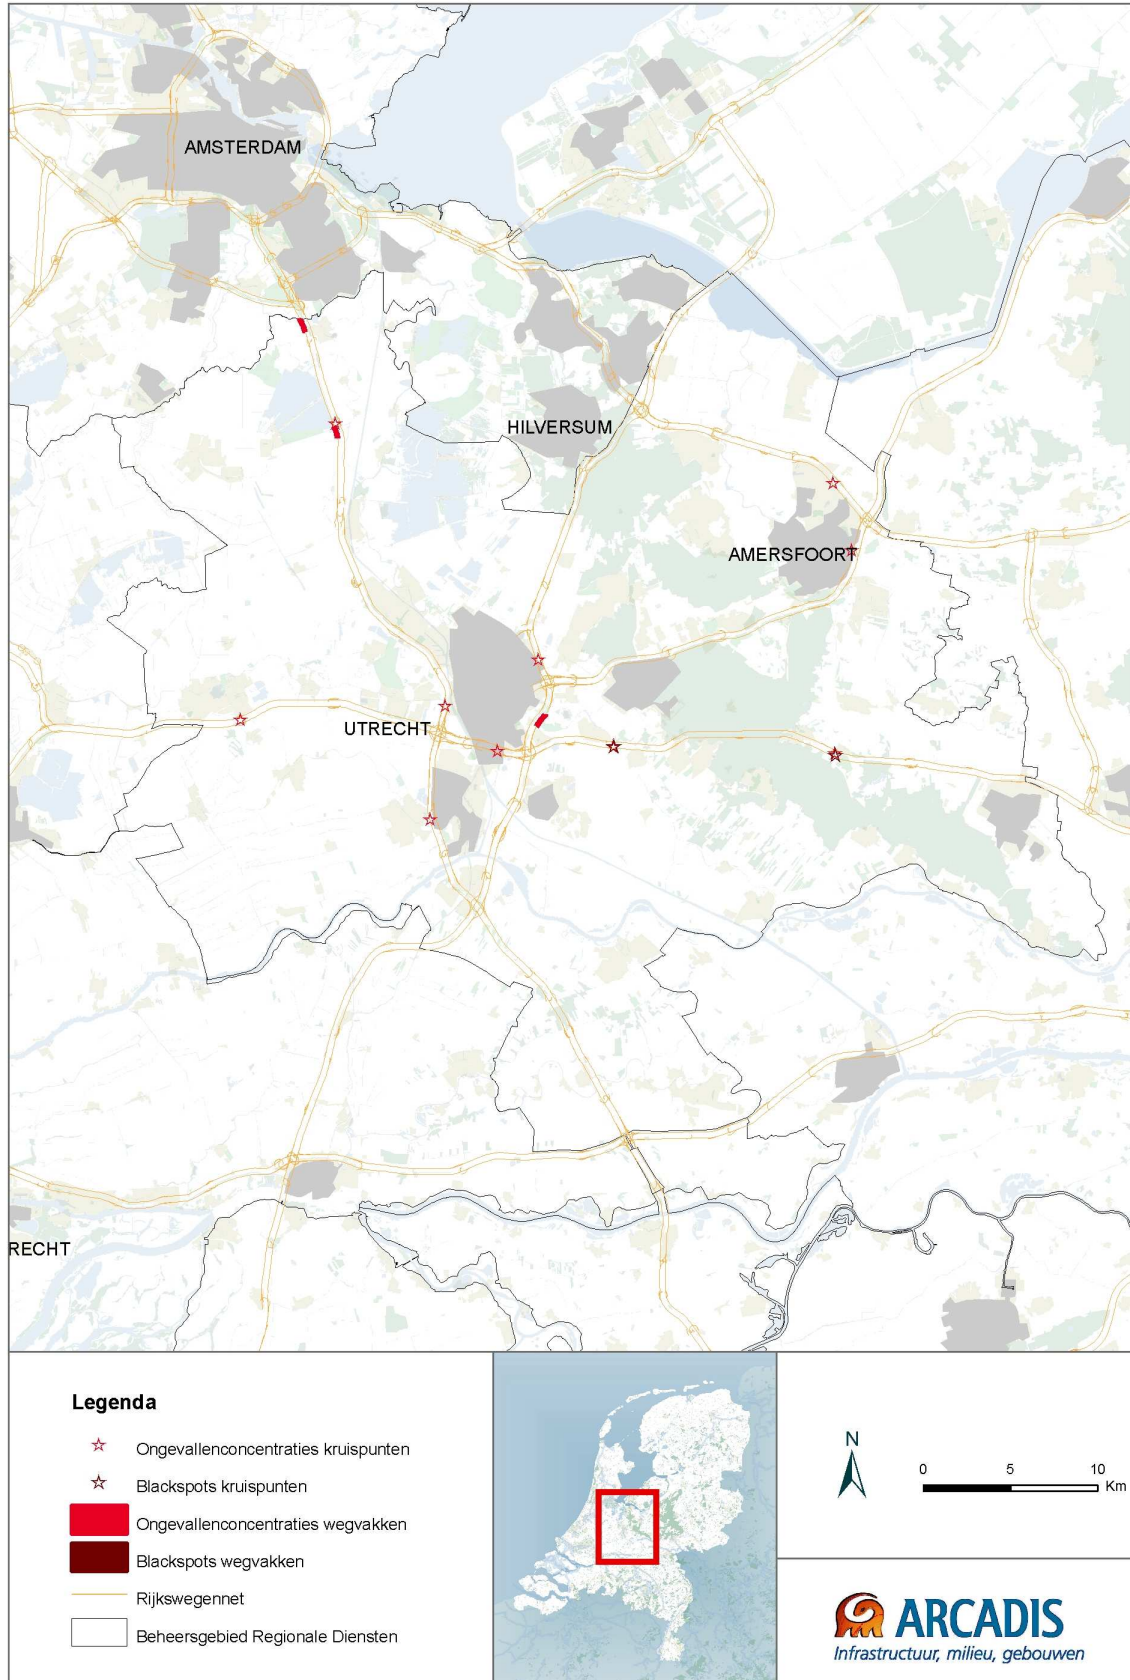 AMSTERDAM
HILVERSUM
AMERSFOORT
UTRECHT
RECHT
Legenda
Ongevallenconcentraties kruispunten
Blackspots kruispunten
Ongevallenconcentraties wegvakken
Blackspots wegvakken
Rijkswegennet
Beheersgebied Regionale Diensten
N
0 5 10
Km
ARCADIS
Infrastructuur, milieu, gebouwen